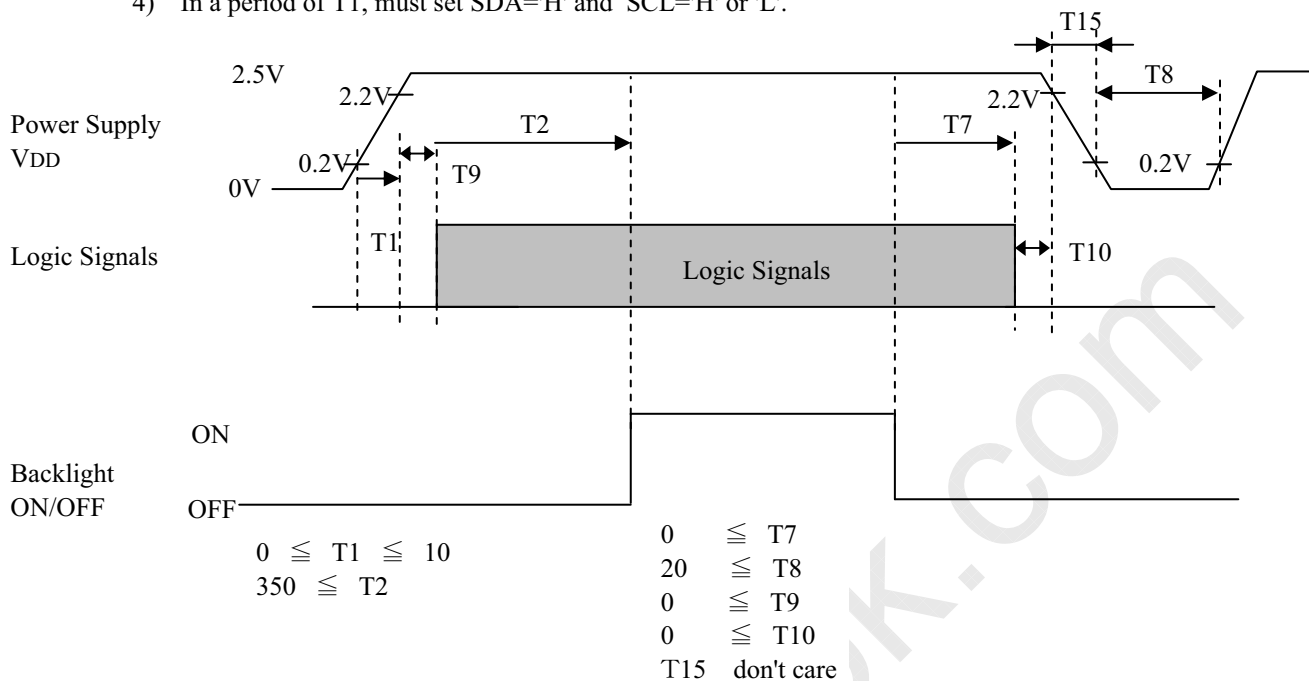 4) In a period of T1, must set SDA='H' and SCL='H' or 'L'.
T15
2.5V
T8
2.2V
2.2V
Power Supply
VDD
T2
T7
0.2V
0.2V
T9
0V
T1
Logic Signals
Logic Signals
T10
ON
Backlight
ON/OFF
OFF
0 ≦ T1 ≦ 10
350 ≦ T2
0 ≦ T7
20 ≦ T8
0 ≦ T9
0 ≦ T10
T15 don't care
k.com